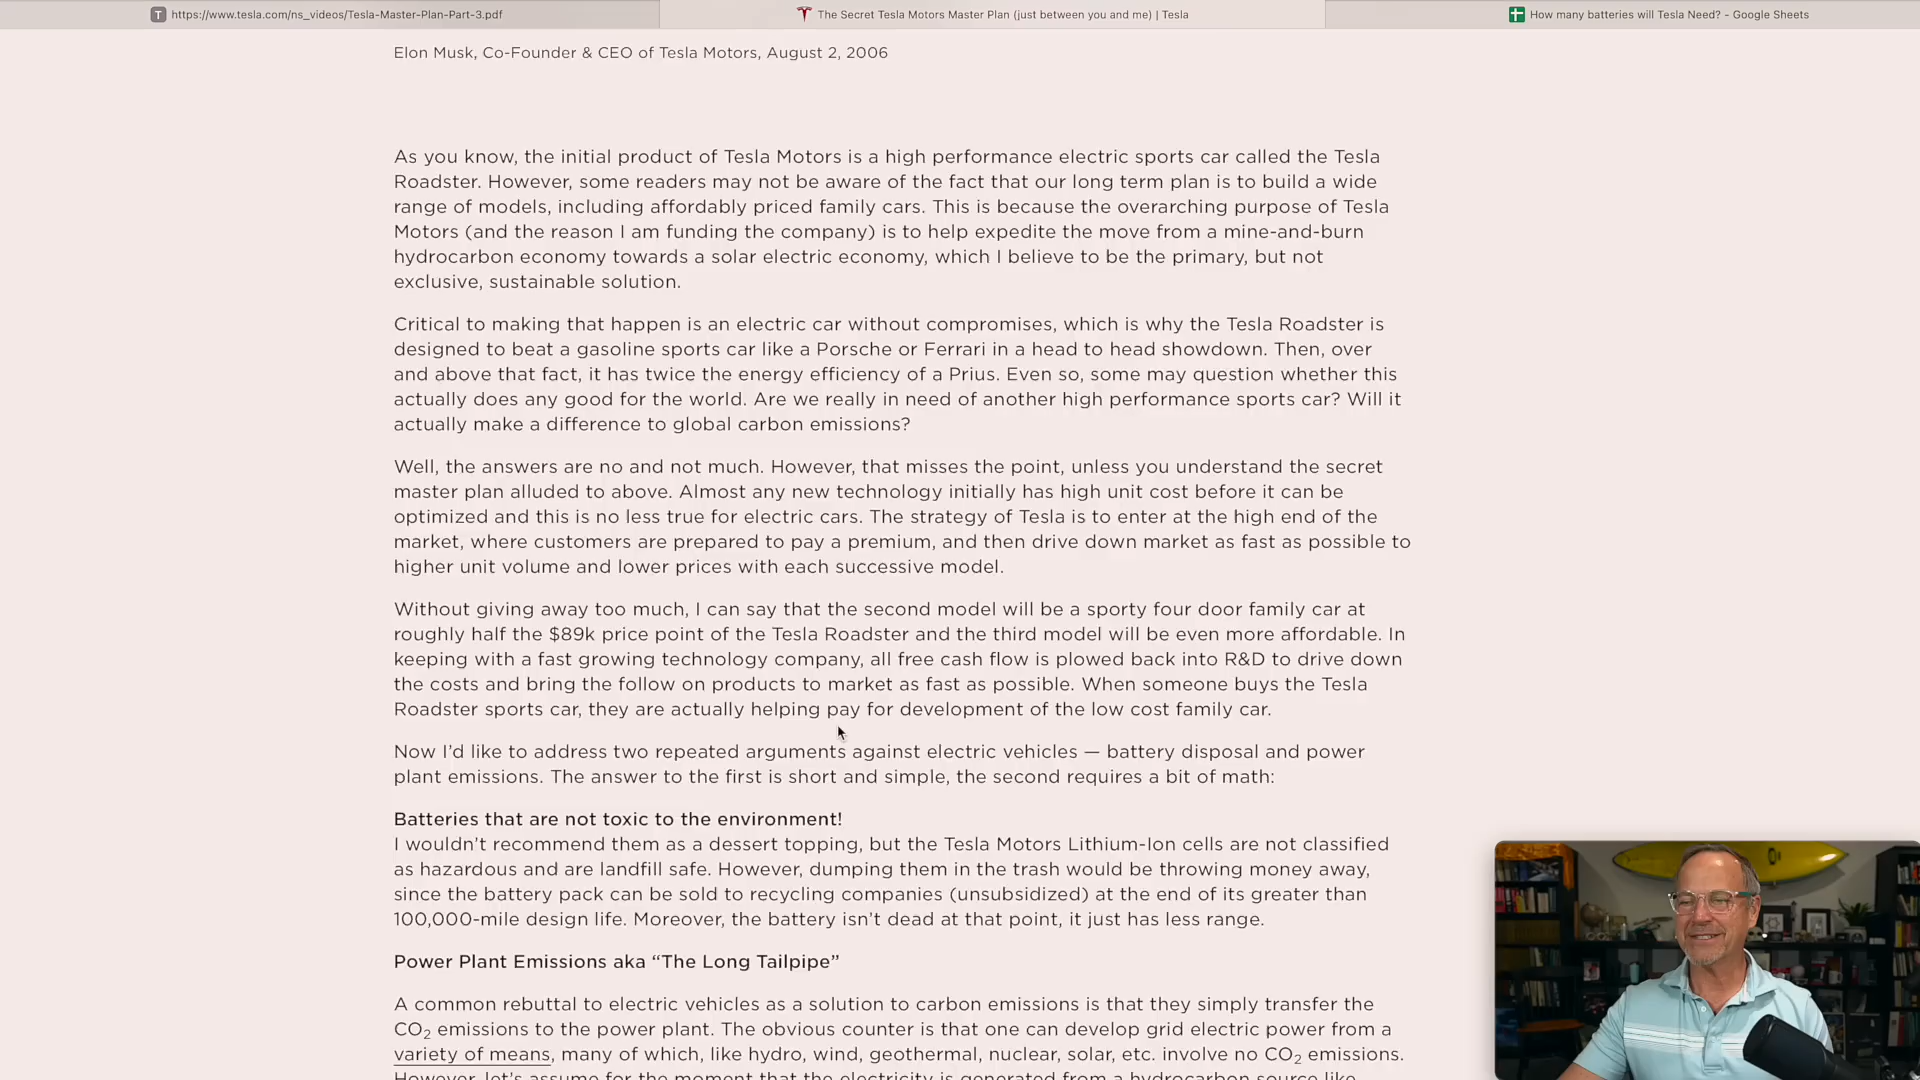 https://www.tesla.com/ns_videos/Tesla-Master-Plan-Part-3.pdf
The Secret Tesla Motors Master Plan (just between you and me) | Tesla
How many batteries will Tesla Need? - Google Sheets
Elon Musk, Co-Founder & CEO of Tesla Motors, August 2, 2006
As you know, the initial product of Tesla Motors is a high performance electric sports car called the Tesla
Roadster. However, some readers may not be aware of the fact that our long term plan is to build a wide
range of models, including affordably priced family cars. This is because the overarching purpose of Tesla
Motors (and the reason I am funding the company) is to help expedite the move from a mine-and-burn
hydrocarbon economy towards a solar electric economy, which I believe to be the primary, but not
exclusive, sustainable solution.
Critical to making that happen is an electric car without compromises, which is why the Tesla Roadster is
designed to beat a gasoline sports car like a Porsche or Ferrari in a head to head showdown. Then, over
and above that fact, it has twice the energy efficiency of a Prius. Even so, some may question whether this
actually does any good for the world. Are we really in need of another high performance sports car? Will it
actually make a difference to global carbon emissions?
Well, the answers are no and not much. However, that misses the point, unless you understand the secret
master plan alluded to above. Almost any new technology initially has high unit cost before it can be
optimized and this is no less true for electric cars. The strategy of Tesla is to enter at the high end of the
market, where customers are prepared to pay a premium, and then drive down market as fast as possible to
higher unit volume and lower prices with each successive model.
Without giving away too much, I can say that the second model will be a sporty four door family car at
roughly half the $89k price point of the Tesla Roadster and the third model will be even more affordable. In
keeping with a fast growing technology company, all free cash flow is plowed back into R&D to drive down
the costs and bring the follow on products to market as fast as possible. When someone buys the Tesla
Roadster sports car, they are actually helping pay for development of the low cost family car.
Now I'd like to address two repeated arguments against electric vehicles — battery disposal and power
plant emissions. The answer to the first is short and simple, the second requires a bit of math:
Batteries that are not toxic to the environment!
I wouldn't recommend them as a dessert topping, but the Tesla Motors Lithium-Ion cells are not classified
as hazardous and are landfill safe. However, dumping them in the trash would be throwing money away,
since the battery pack can be sold to recycling companies (unsubsidized) at the end of its greater than
100,000-mile design life. Moreover, the battery isn't dead at that point, it just has less range.
Power Plant Emissions aka “The Long Tailpipe”
A common rebuttal to electric vehicles as a solution to carbon emissions is that they simply transfer the
CO₂ emissions to the power plant. The obvious counter is that one can develop grid electric power from a
variety of means, many of which, like hydro, wind, geothermal, nuclear, solar, etc. involve no CO₂ emissions.
However, let's assume for the moment that the electricity is generated from a hydrocarbon source like